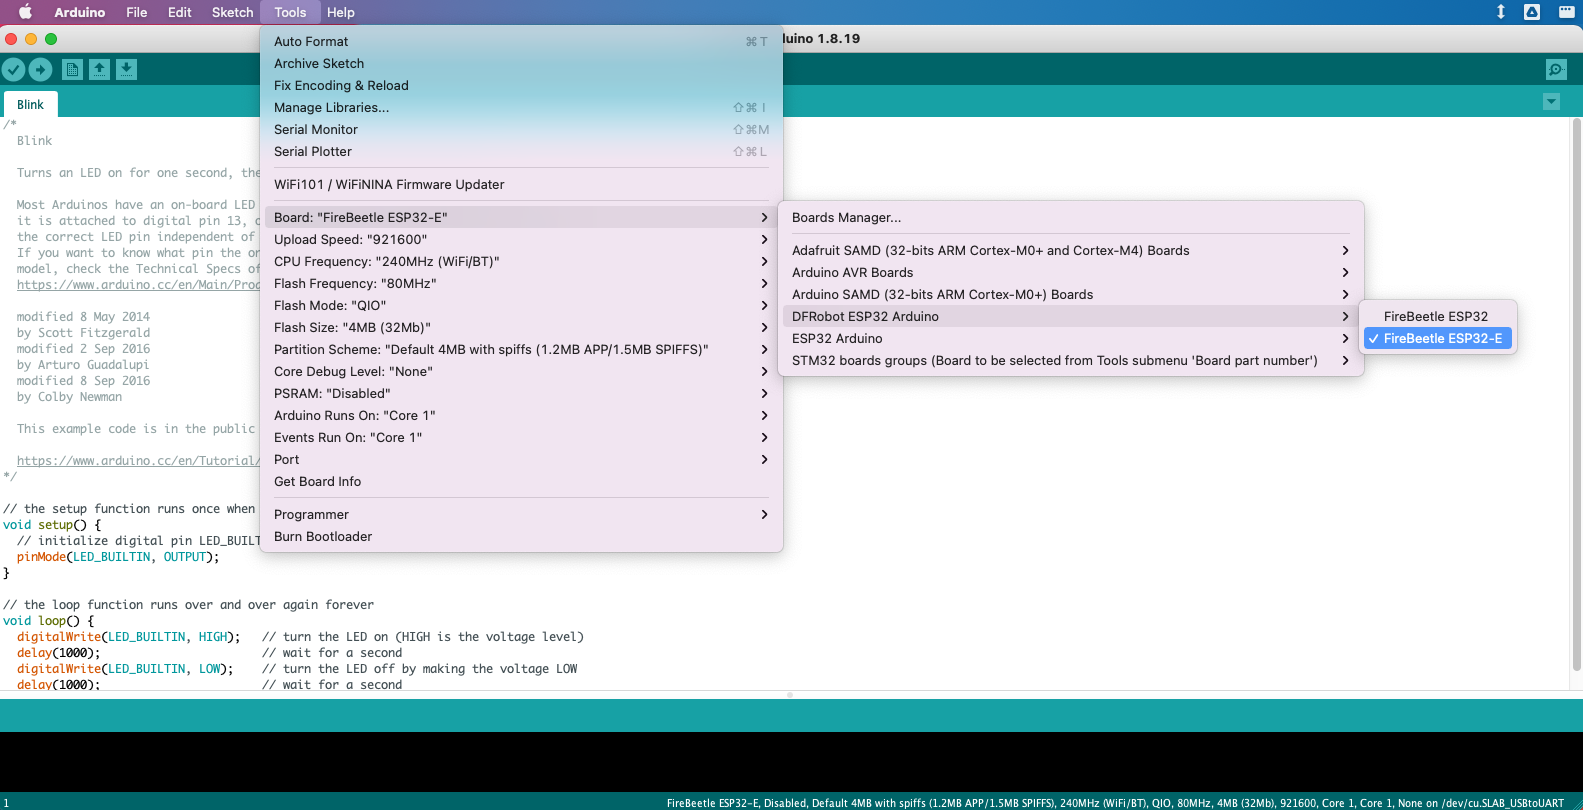 Arduino File Edit Sketch Tools Help
uino 1.8.19
Auto Format ⌘T
Archive Sketch
Fix Encoding & Reload
Manage Libraries... ⇧⌘I
Serial Monitor ⇧⌘M
Serial Plotter ⇧⌘L
WiFi101 / WiFiNINA Firmware Updater
Board: "FireBeetle ESP32-E"
Upload Speed: "921600"
CPU Frequency: "240MHz (WiFi/BT)"
Flash Frequency: "80MHz"
Flash Mode: "QIO"
Flash Size: "4MB (32Mb)"
Partition Scheme: "Default 4MB with spiffs (1.2MB APP/1.5MB SPIFFS)"
Core Debug Level: "None"
PSRAM: "Disabled"
Arduino Runs On: "Core 1"
Events Run On: "Core 1"
Port
Get Board Info
Programmer
Burn Bootloader
Boards Manager...
Adafruit SAMD (32-bits ARM Cortex-M0+ and Cortex-M4) Boards
Arduino AVR Boards
Arduino SAMD (32-bits ARM Cortex-M0+) Boards
DFRobot ESP32 Arduino
ESP32 Arduino
STM32 boards groups (Board to be selected from Tools submenu 'Board part number')
FireBeetle ESP32
✓ FireBeetle ESP32-E
Blink
/*
Blink
Turns an LED on for one second, the
Most Arduinos have an on-board LED
it is attached to digital pin 13,
the correct LED pin independent of
If you want to know what pin the on
model, check the Technical Specs of
https://www.arduino.cc/en/Main/Prod
modified 8 May 2014
by Scott Fitzgerald
modified 2 Sep 2016
by Arturo Guadalupi
modified 8 Sep 2016
by Colby Newman
This example code is in the public
https://www.arduino.cc/en/Tutorial/
*/
// the setup function runs once when
void setup() {
// initialize digital pin LED_BUILT
pinMode(LED_BUILTIN, OUTPUT);
}
// the loop function runs over and over again forever
void loop() {
digitalWrite(LED_BUILTIN, HIGH); // turn the LED on (HIGH is the voltage level)
delay(1000); // wait for a second
digitalWrite(LED_BUILTIN, LOW); // turn the LED off by making the voltage LOW
delay(1000); // wait for a second
1 FireBeetle ESP32-E, Disabled, Default 4MB with spiffs (1.2MB APP/1.5MB SPIFFS), 240MHz (WiFi/BT), QIO, 80MHz, 4MB (32Mb), 921600, Core 1, Core 1, None on /dev/cu.SLAB_USBtoUART